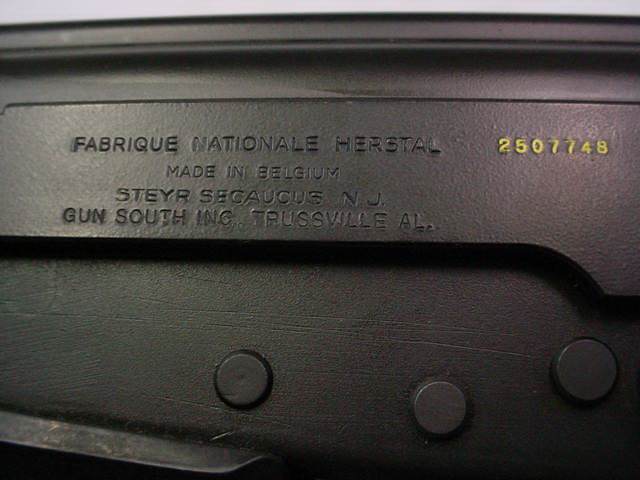 FABRIQUE NATIONALE HERSTAL 2507748
MADE IN BELGIUM
STEYR SECAUCUS N.J.
GUN SOUTH INC. TRUSSVILLE AL.